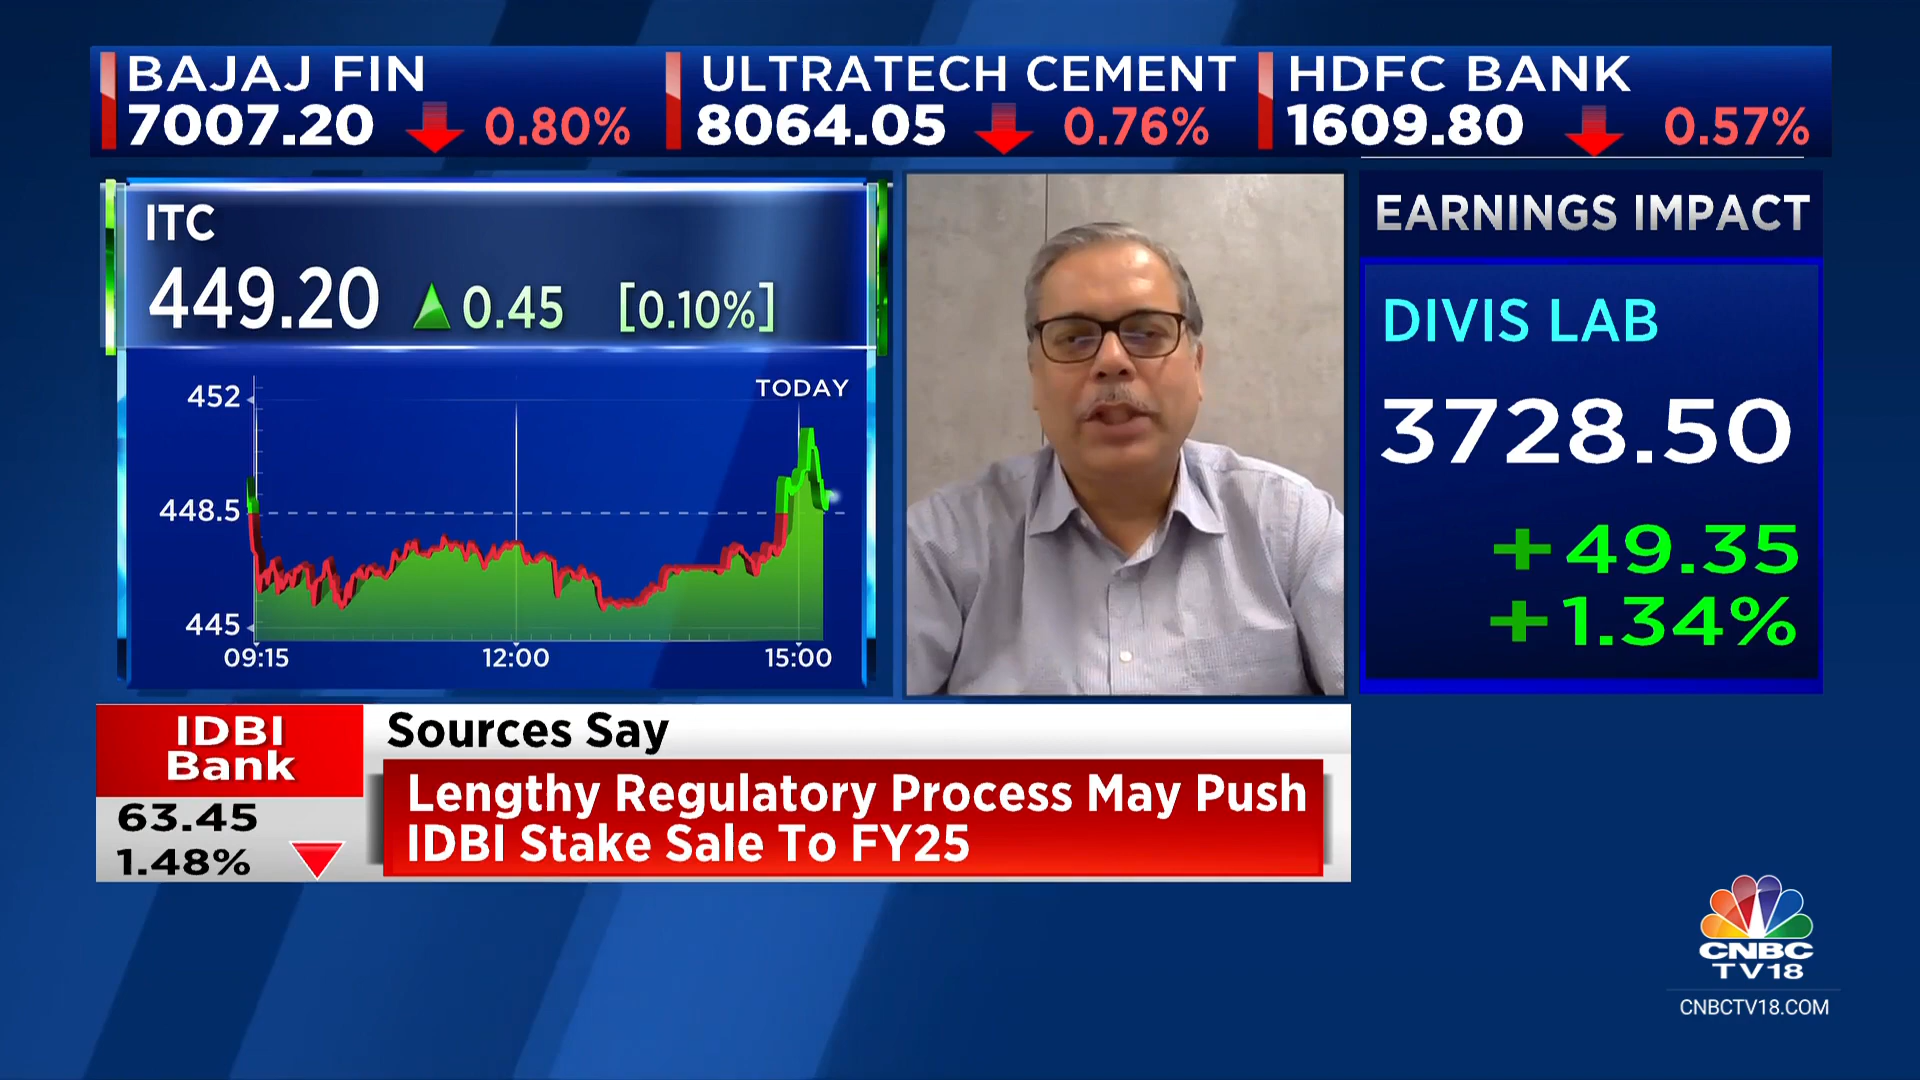 BAJAJ FIN
7007.20 0.80%
ULTRATECH CEMENT
8064.05 0.76%
HDFC BANK
1609.80 0.57%
ITC
449.20 0.45 [0.10%]
TODAY
452
448.5
445
09:15 12:00 15:00
EARNINGS IMPACT
DIVIS LAB
3728.50
+49.35
+1.34%
IDBI
Bank
63.45
1.48%
Sources Say
Lengthy Regulatory Process May Push
IDBI Stake Sale To FY25
CNBC
TV18
CNBCTV18.COM